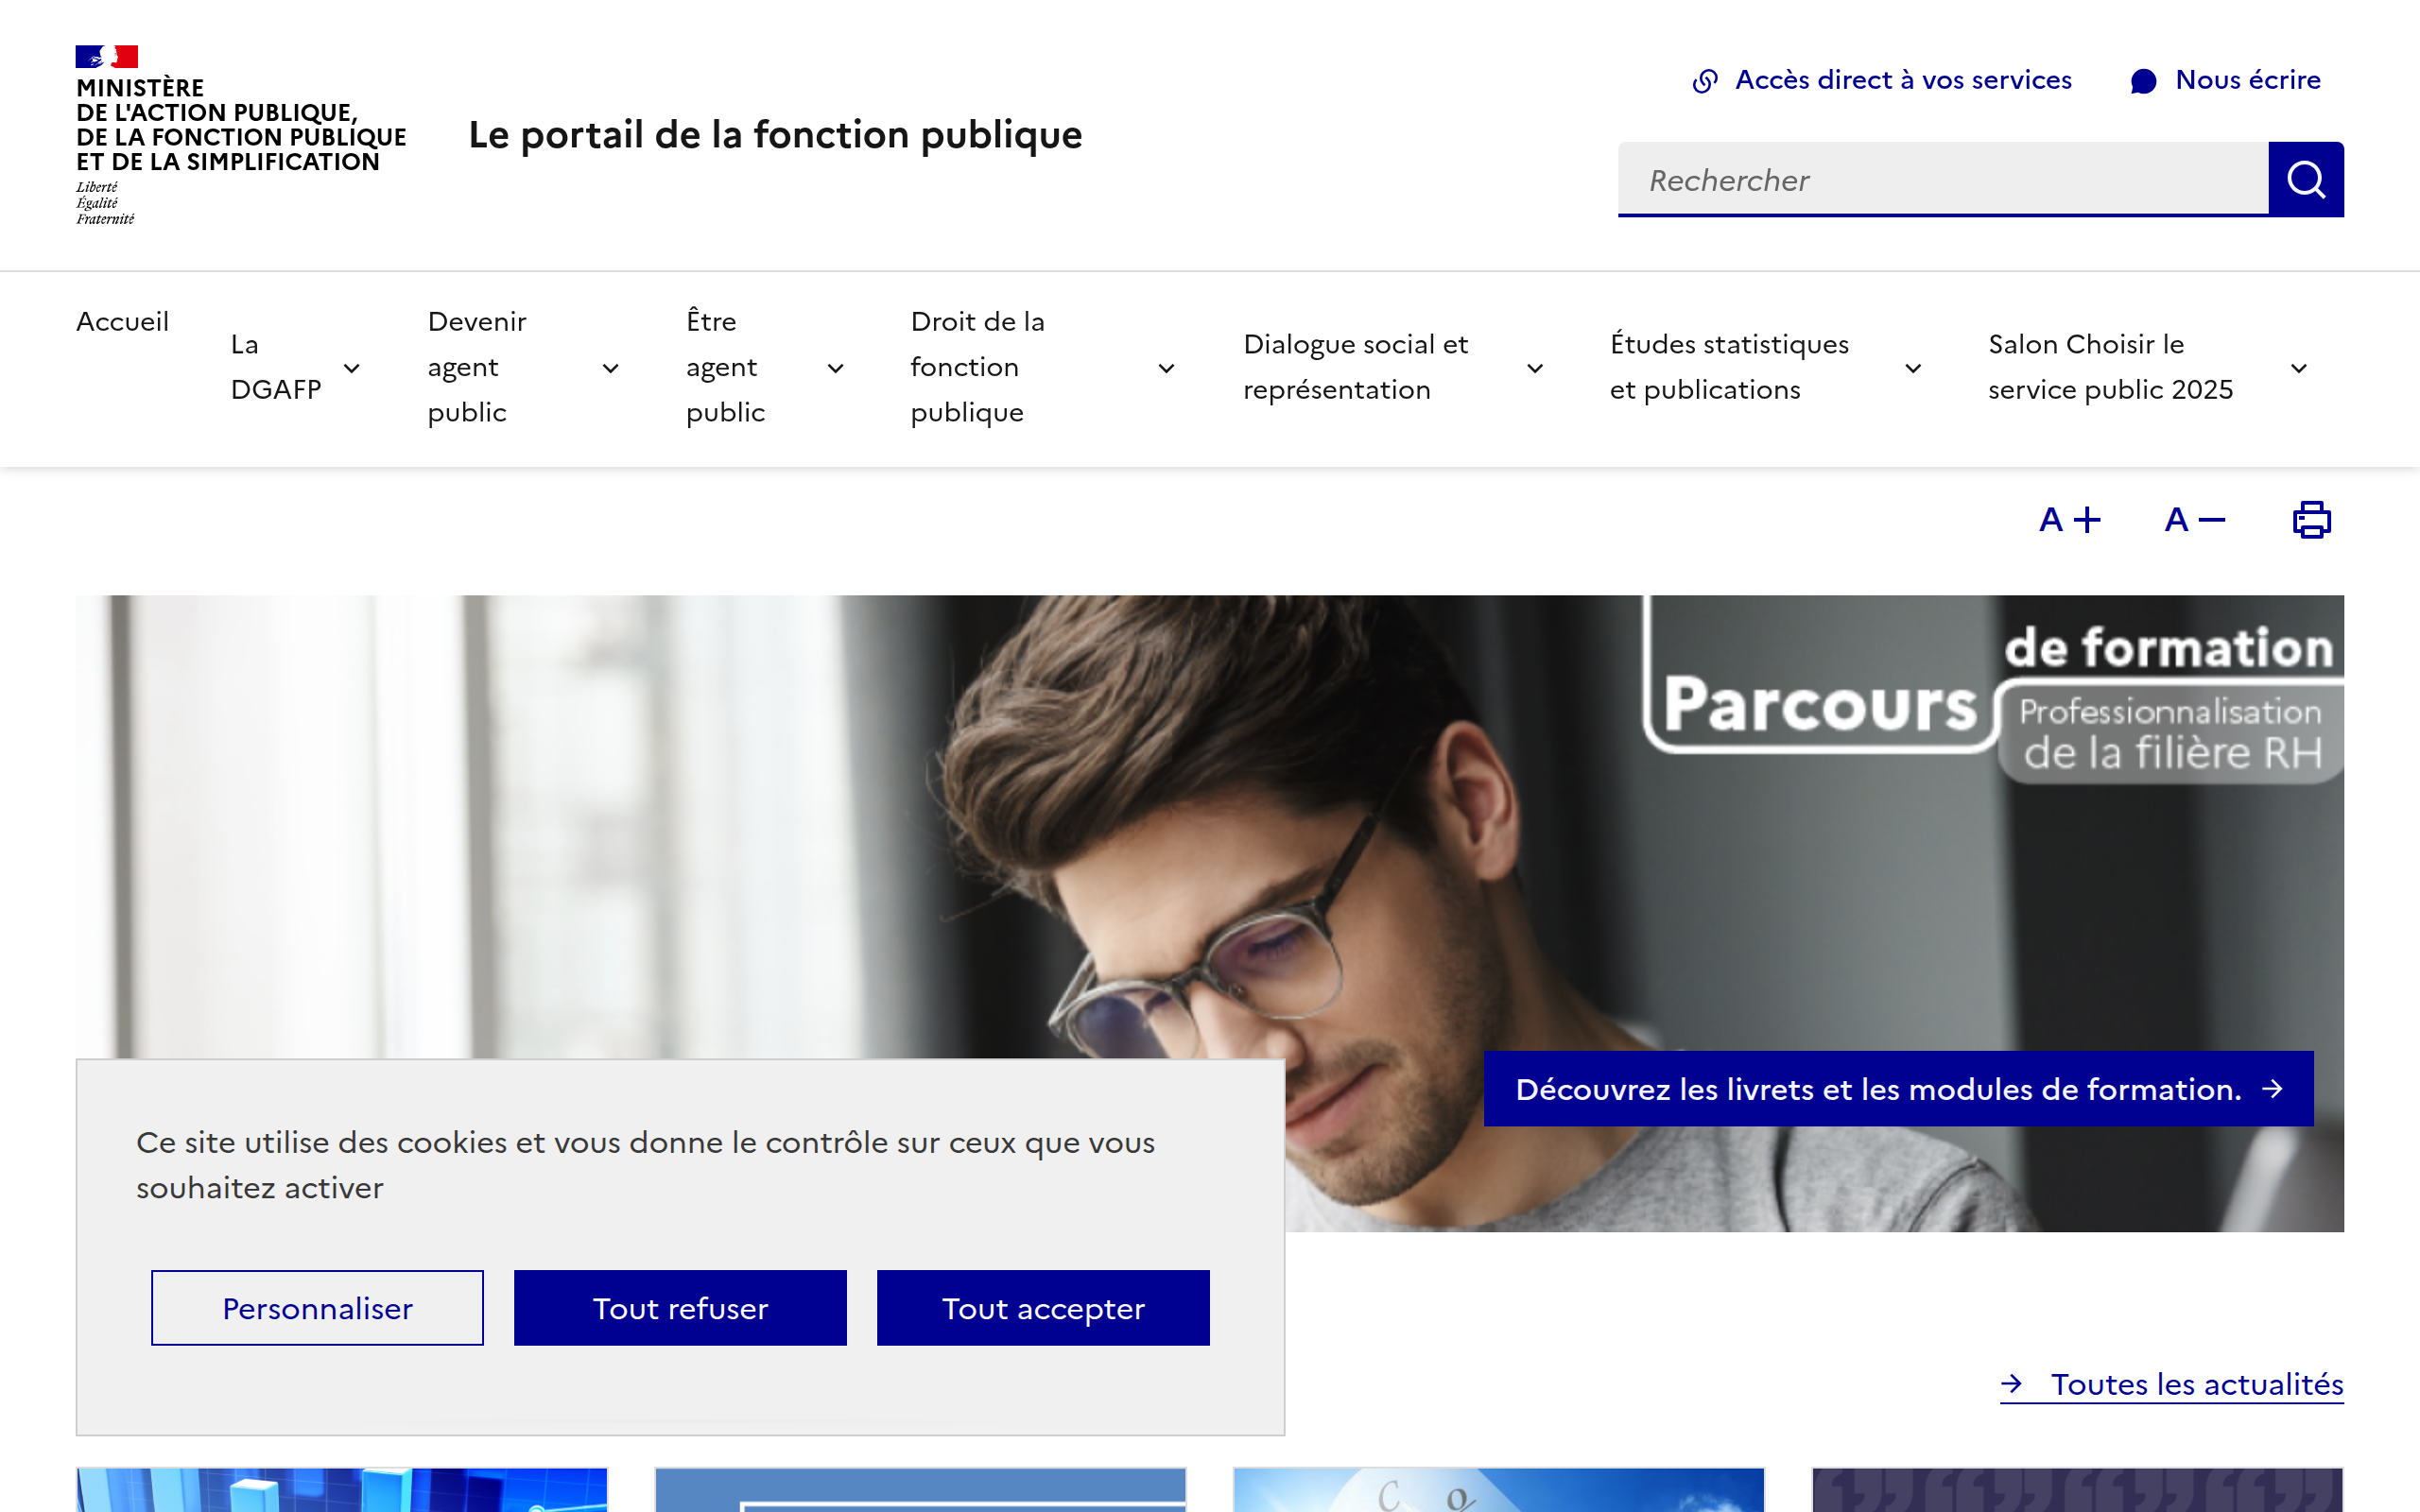 MINISTÈRE
DE L'ACTION PUBLIQUE,
DE LA FONCTION PUBLIQUE
ET DE LA SIMPLIFICATION
Liberté
Égalité
Fraternité
Le portail de la fonction publique
Accès direct à vos services
Nous écrire
Rechercher
Accueil
La
DGAFP
Devenir
agent
public
Être
agent
public
Droit de la
fonction
publique
Dialogue social et
représentation
Études statistiques
et publications
Salon Choisir le
service public 2025
A +
A −
Parcours
de formation
Professionnalisation
de la filière RH
Découvrez les livrets et les modules de formation.
Ce site utilise des cookies et vous donne le contrôle sur ceux que vous
souhaitez activer
Personnaliser
Tout refuser
Tout accepter
Toutes les actualités